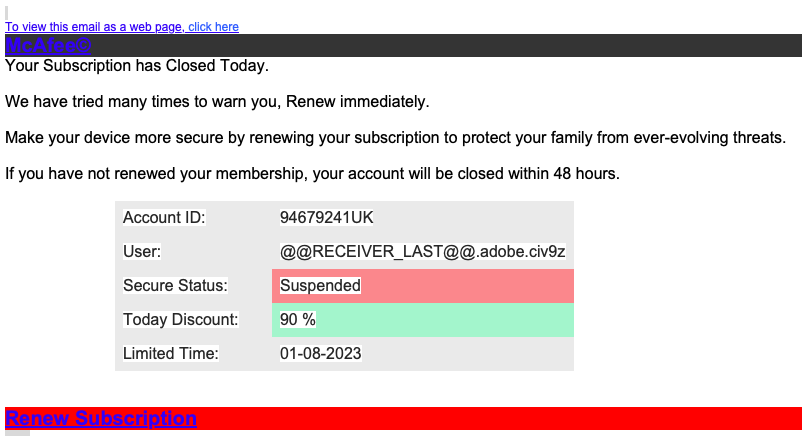 To view this email as a web page, click here
McAfee©
Your Subscription has Closed Today.
We have tried many times to warn you, Renew immediately.
Make your device more secure by renewing your subscription to protect your family from ever-evolving threats.
If you have not renewed your membership, your account will be closed within 48 hours.
Account ID: 94679241UK
User: @@RECEIVER_LAST@@.adobe.civ9z
Secure Status: Suspended
Today Discount: 90 %
Limited Time: 01-08-2023
Renew Subscription